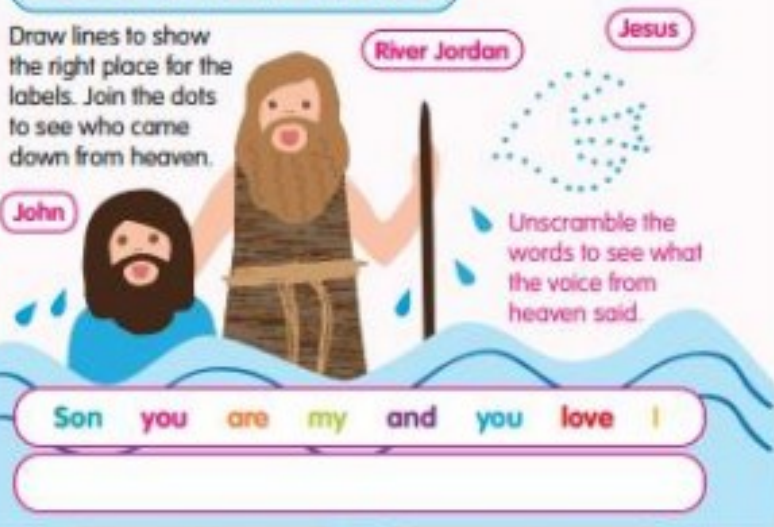 Draw lines to show
the right place for the
labels. Join the dots
to see who came
down from heaven.
River Jordan
Jesus
John
Unscramble the
words to see what
the voice from
heaven said.
Son you are my and you love I